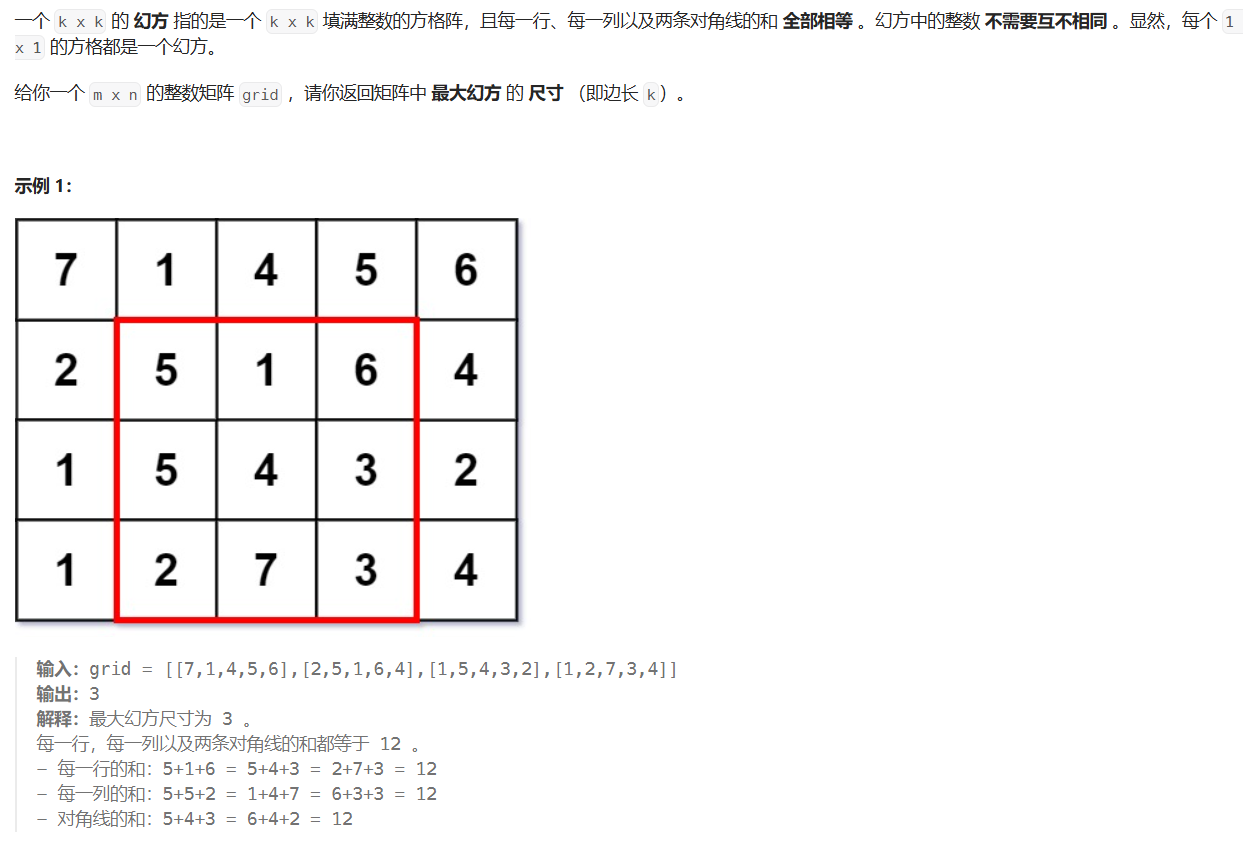 一个 k x k 的 幻方 指的是一个 k x k 填满整数的方格阵，且每一行、每一列以及两条对角线的和 全部相等 。幻方中的整数 不需要互不相同 。显然，每个 1
x 1 的方格都是一个幻方。
给你一个 m x n 的整数矩阵 grid ，请你返回矩阵中 最大幻方 的 尺寸 （即边长 k）。
示例 1：
7 1 4 5 6
2 5 1 6 4
1 5 4 3 2
1 2 7 3 4
输入：grid = [[7,1,4,5,6],[2,5,1,6,4],[1,5,4,3,2],[1,2,7,3,4]]
输出：3
解释：最大幻方尺寸为 3 。
每一行，每一列以及两条对角线的和都等于 12 。
- 每一行的和：5+1+6 = 5+4+3 = 2+7+3 = 12
- 每一列的和：5+5+2 = 1+4+7 = 6+3+3 = 12
- 对角线的和：5+4+3 = 6+4+2 = 12